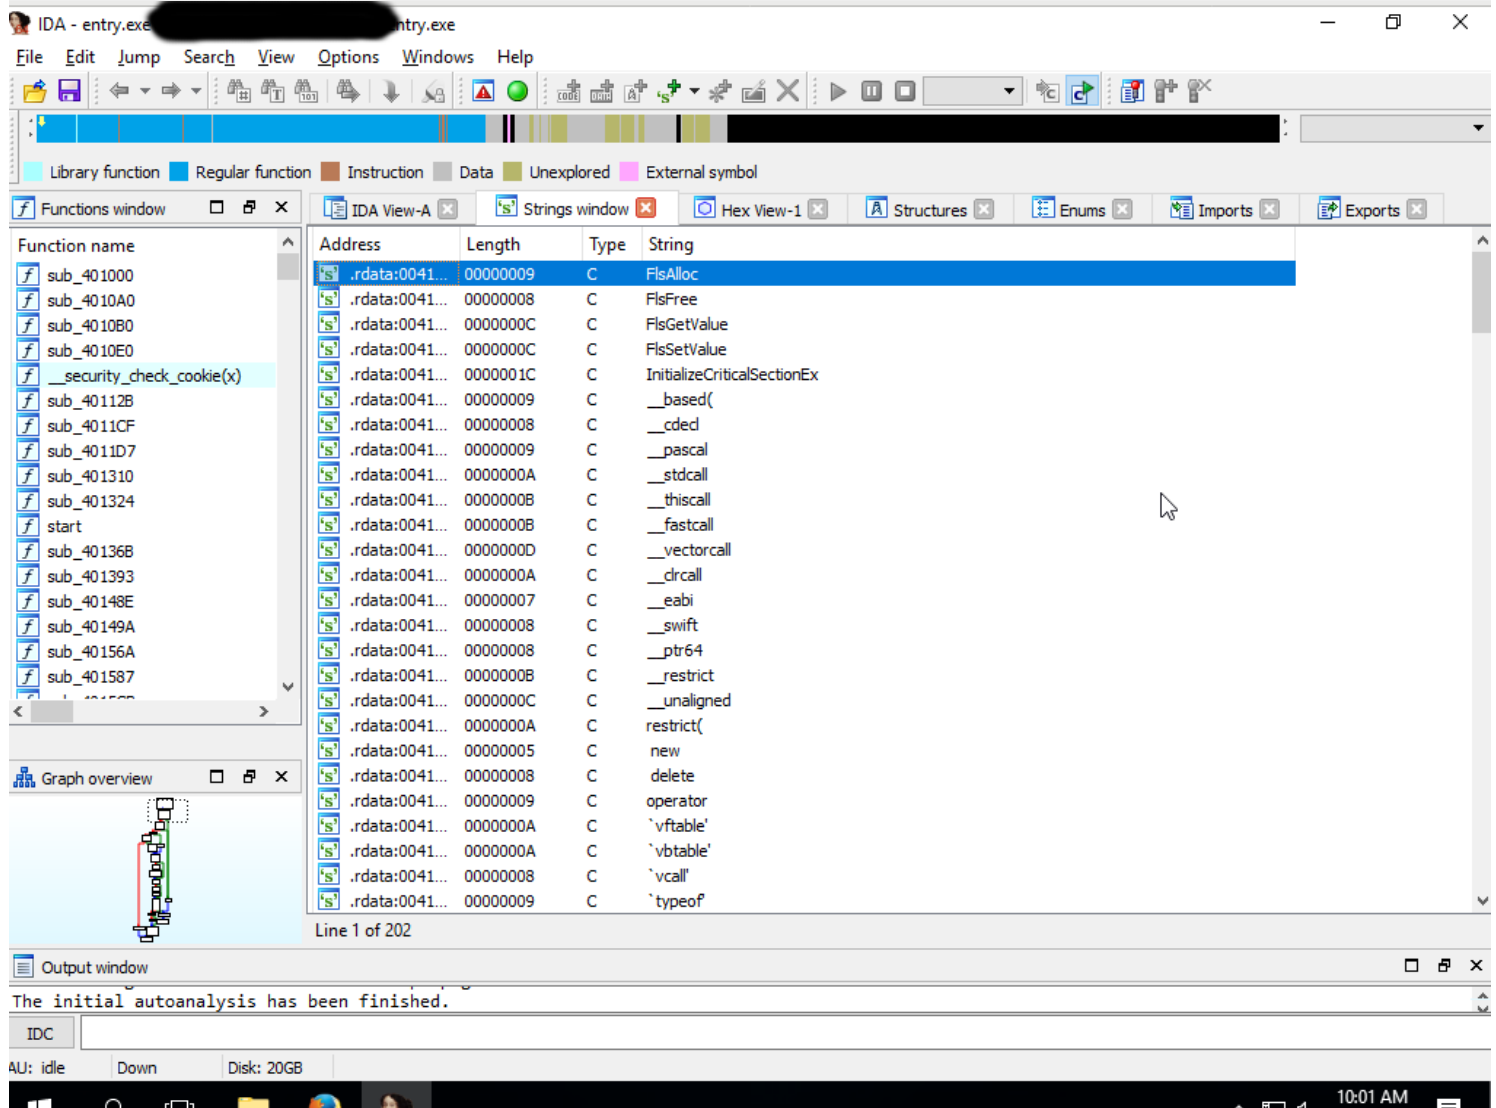 IDA - entry.exe ntry.exe
File Edit Jump Search View Options Windows Help
Library function Regular function Instruction Data Unexplored External symbol
Functions window
IDA View-A Strings window Hex View-1 Structures Enums Imports Exports
Function name
sub_401000
sub_4010A0
sub_4010B0
sub_4010E0
__security_check_cookie(x)
sub_40112B
sub_4011CF
sub_4011D7
sub_401310
sub_401324
start
sub_40136B
sub_401393
sub_40148E
sub_40149A
sub_40156A
sub_401587
Graph overview
Address Length Type String
.rdata:0041... 00000009 C FlsAlloc
.rdata:0041... 00000008 C FlsFree
.rdata:0041... 0000000C C FlsGetValue
.rdata:0041... 0000000C C FlsSetValue
.rdata:0041... 0000001C C InitializeCriticalSectionEx
.rdata:0041... 00000009 C __based(
.rdata:0041... 00000008 C __cdecl
.rdata:0041... 00000009 C __pascal
.rdata:0041... 0000000A C __stdcall
.rdata:0041... 0000000B C __thiscall
.rdata:0041... 0000000B C __fastcall
.rdata:0041... 0000000D C __vectorcall
.rdata:0041... 0000000A C __clrcall
.rdata:0041... 00000007 C __eabi
.rdata:0041... 00000008 C __swift
.rdata:0041... 00000008 C __ptr64
.rdata:0041... 0000000B C __restrict
.rdata:0041... 0000000C C __unaligned
.rdata:0041... 0000000A C restrict(
.rdata:0041... 00000005 C new
.rdata:0041... 00000008 C delete
.rdata:0041... 00000009 C operator
.rdata:0041... 0000000A C `vftable'
.rdata:0041... 0000000A C `vbtable'
.rdata:0041... 00000008 C `vcall'
.rdata:0041... 00000009 C `typeof'
Line 1 of 202
Output window
The initial autoanalysis has been finished.
IDC
AU: idle Down Disk: 20GB
10:01 AM